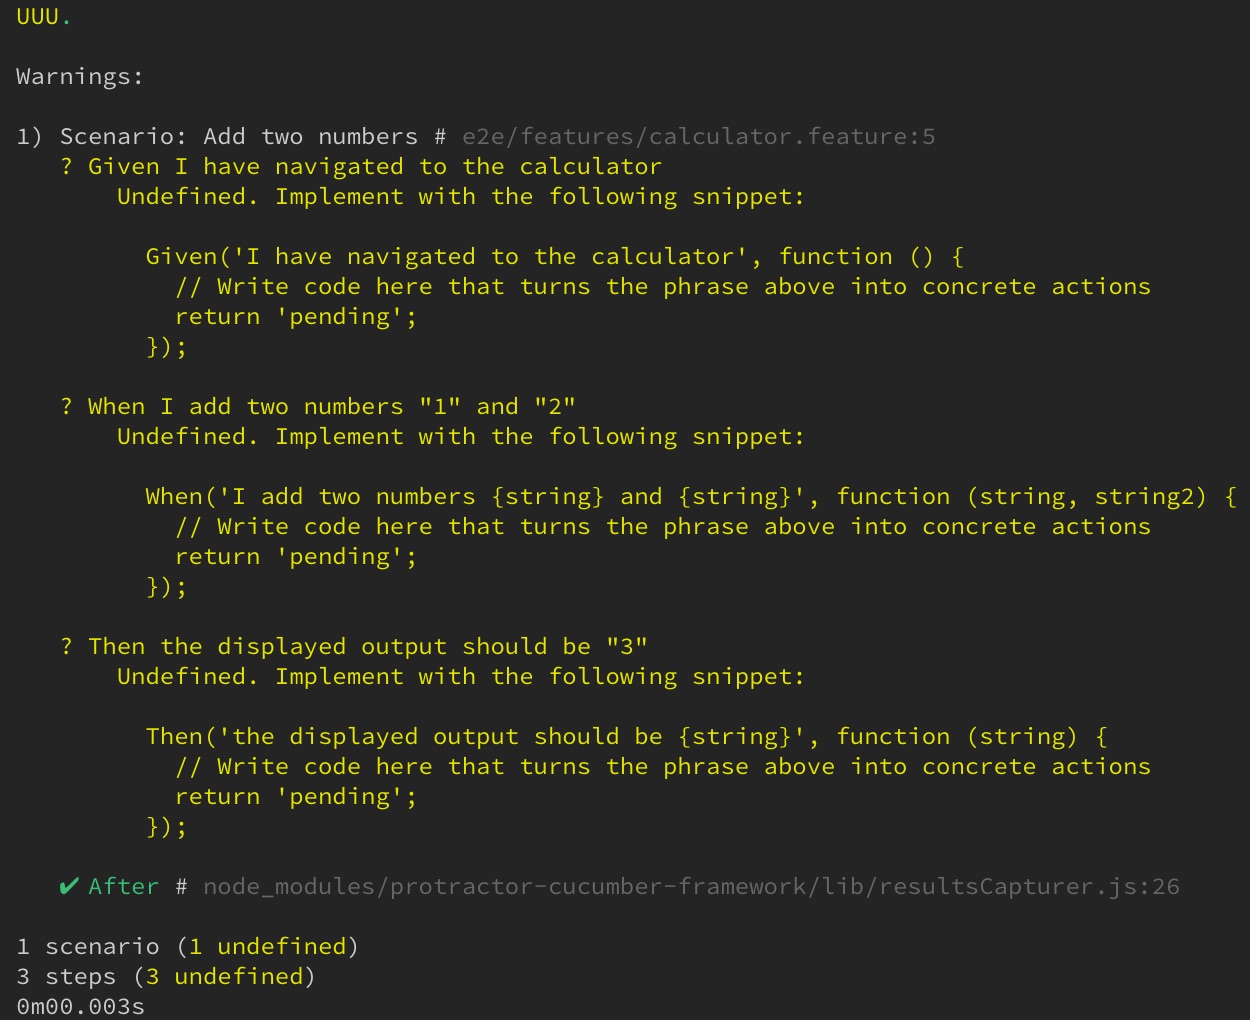 UUU.
Warnings:
1) Scenario: Add two numbers # e2e/features/calculator.feature:5
? Given I have navigated to the calculator
Undefined. Implement with the following snippet:
Given('I have navigated to the calculator', function () {
// Write code here that turns the phrase above into concrete actions
return 'pending';
});
? When I add two numbers "1" and "2"
Undefined. Implement with the following snippet:
When('I add two numbers {string} and {string}', function (string, string2) {
// Write code here that turns the phrase above into concrete actions
return 'pending';
});
? Then the displayed output should be "3"
Undefined. Implement with the following snippet:
Then('the displayed output should be {string}', function (string) {
// Write code here that turns the phrase above into concrete actions
return 'pending';
});
✔ After # node_modules/protractor-cucumber-framework/lib/resultsCapturer.js:26
1 scenario (1 undefined)
3 steps (3 undefined)
0m00.003s